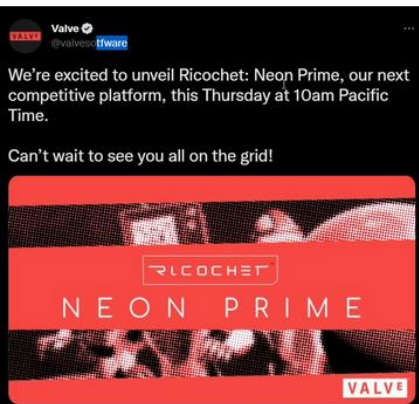 VALVE
Valve
@valvesoftware
We're excited to unveil Ricochet: Neon Prime, our next
competitive platform, this Thursday at 10am Pacific
Time.
Can't wait to see you all on the grid!
RICOCHET
NEON PRIME
VALVE